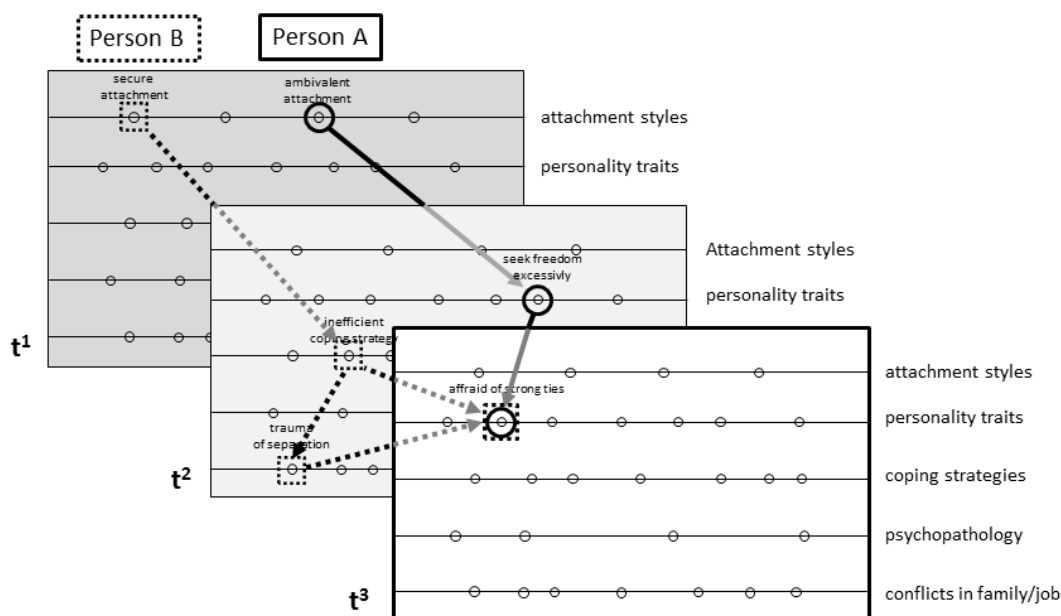 Person B
Person A
secure
attachment
ambivalent
attachment
attachment styles
personality traits
seek freedom
excessivly
Attachment styles
personality traits
t1
inefficient
coping strategy
affraid of strong ties
attachment styles
personality traits
trauma
of separation
t2
coping strategies
psychopathology
t3
conflicts in family/job